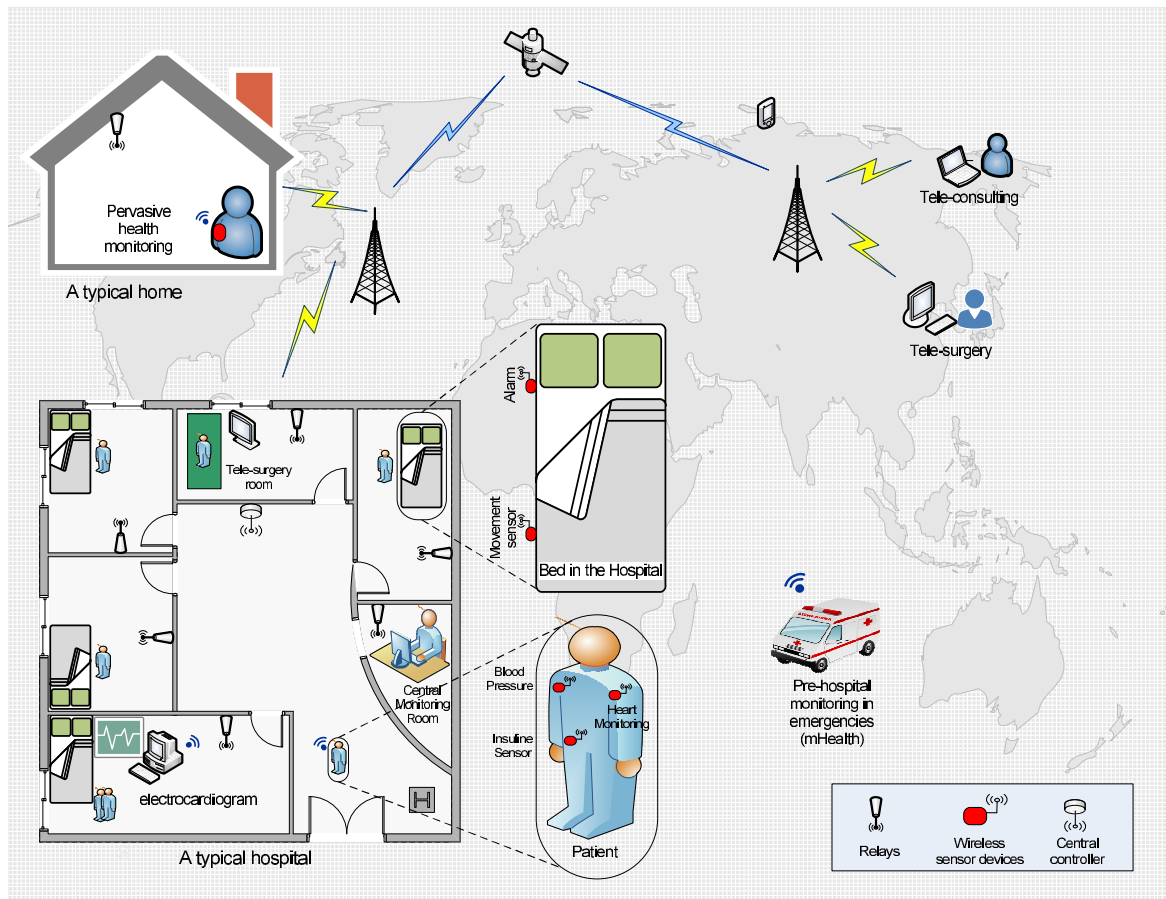 Pervasive
health
monitoring
A typical home
Tele-consulting
Tele-surgery
Alarm
Movement
sensor
Bed in the Hospital
Tele-surgery
room
Central
Monitoring
Room
electrocardiogram
H
A typical hospital
Blood
Pressure
Heart
Monitoring
Insuline
Sensor
Patient
Pre-hospital
monitoring in
emergencies
(mHealth)
Relays
Wireless
sensor devices
Central
controller